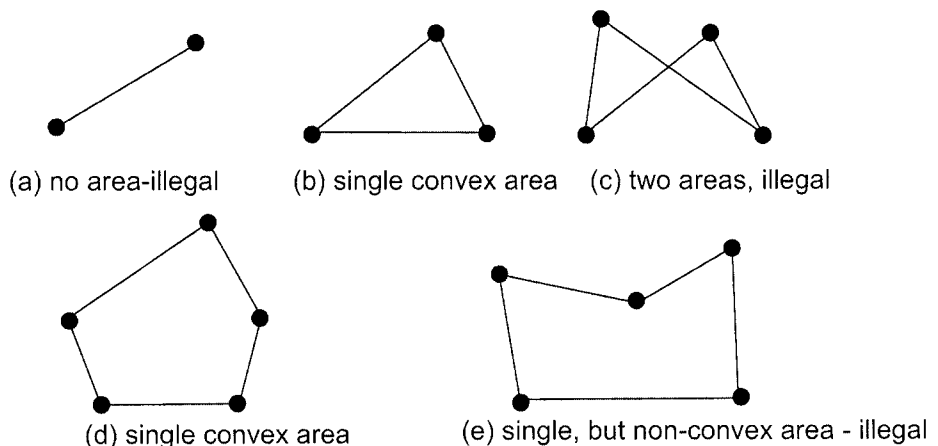 (a) no area-illegal
(b) single convex area
(c) two areas, illegal
(d) single convex area
(e) single, but non-convex area - illegal